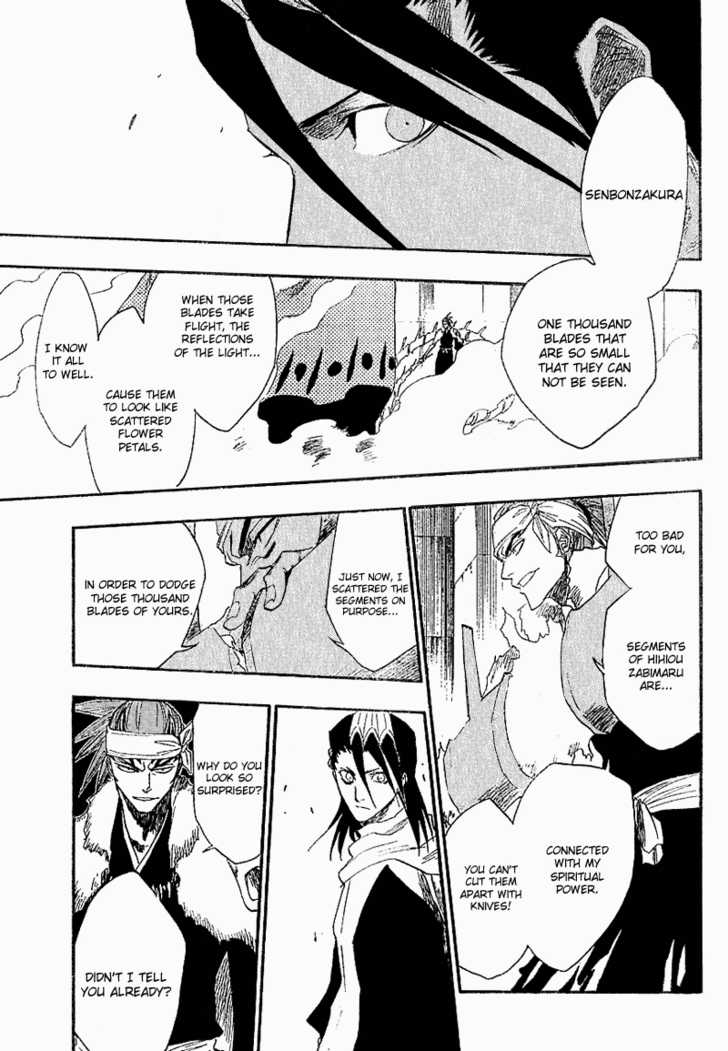 SENBONZAKURA
ONE THOUSAND
BLADES THAT
ARE SO SMALL
THAT THEY CAN
NOT BE SEEN.
WHEN THOSE
BLADES TAKE
FLIGHT, THE
REFLECTIONS
OF THE LIGHT...
CAUSE THEM
TO LOOK LIKE
SCATTERED
FLOWER
PETALS.
I KNOW
IT ALL
TO WELL.
TOO BAD
FOR YOU,
SEGMENTS
OF HIHIOU
ZABIMARU
ARE...
CONNECTED
WITH MY
SPIRITUAL
POWER.
YOU CAN'T
CUT THEM
APART WITH
KNIVES!
JUST NOW, I
SCATTERED THE
SEGMENTS ON
PURPOSE...
IN ORDER TO DODGE
THOSE THOUSAND
BLADES OF YOURS.
WHY DO YOU
LOOK SO
SURPRISED?
DIDN'T I TELL
YOU ALREADY?